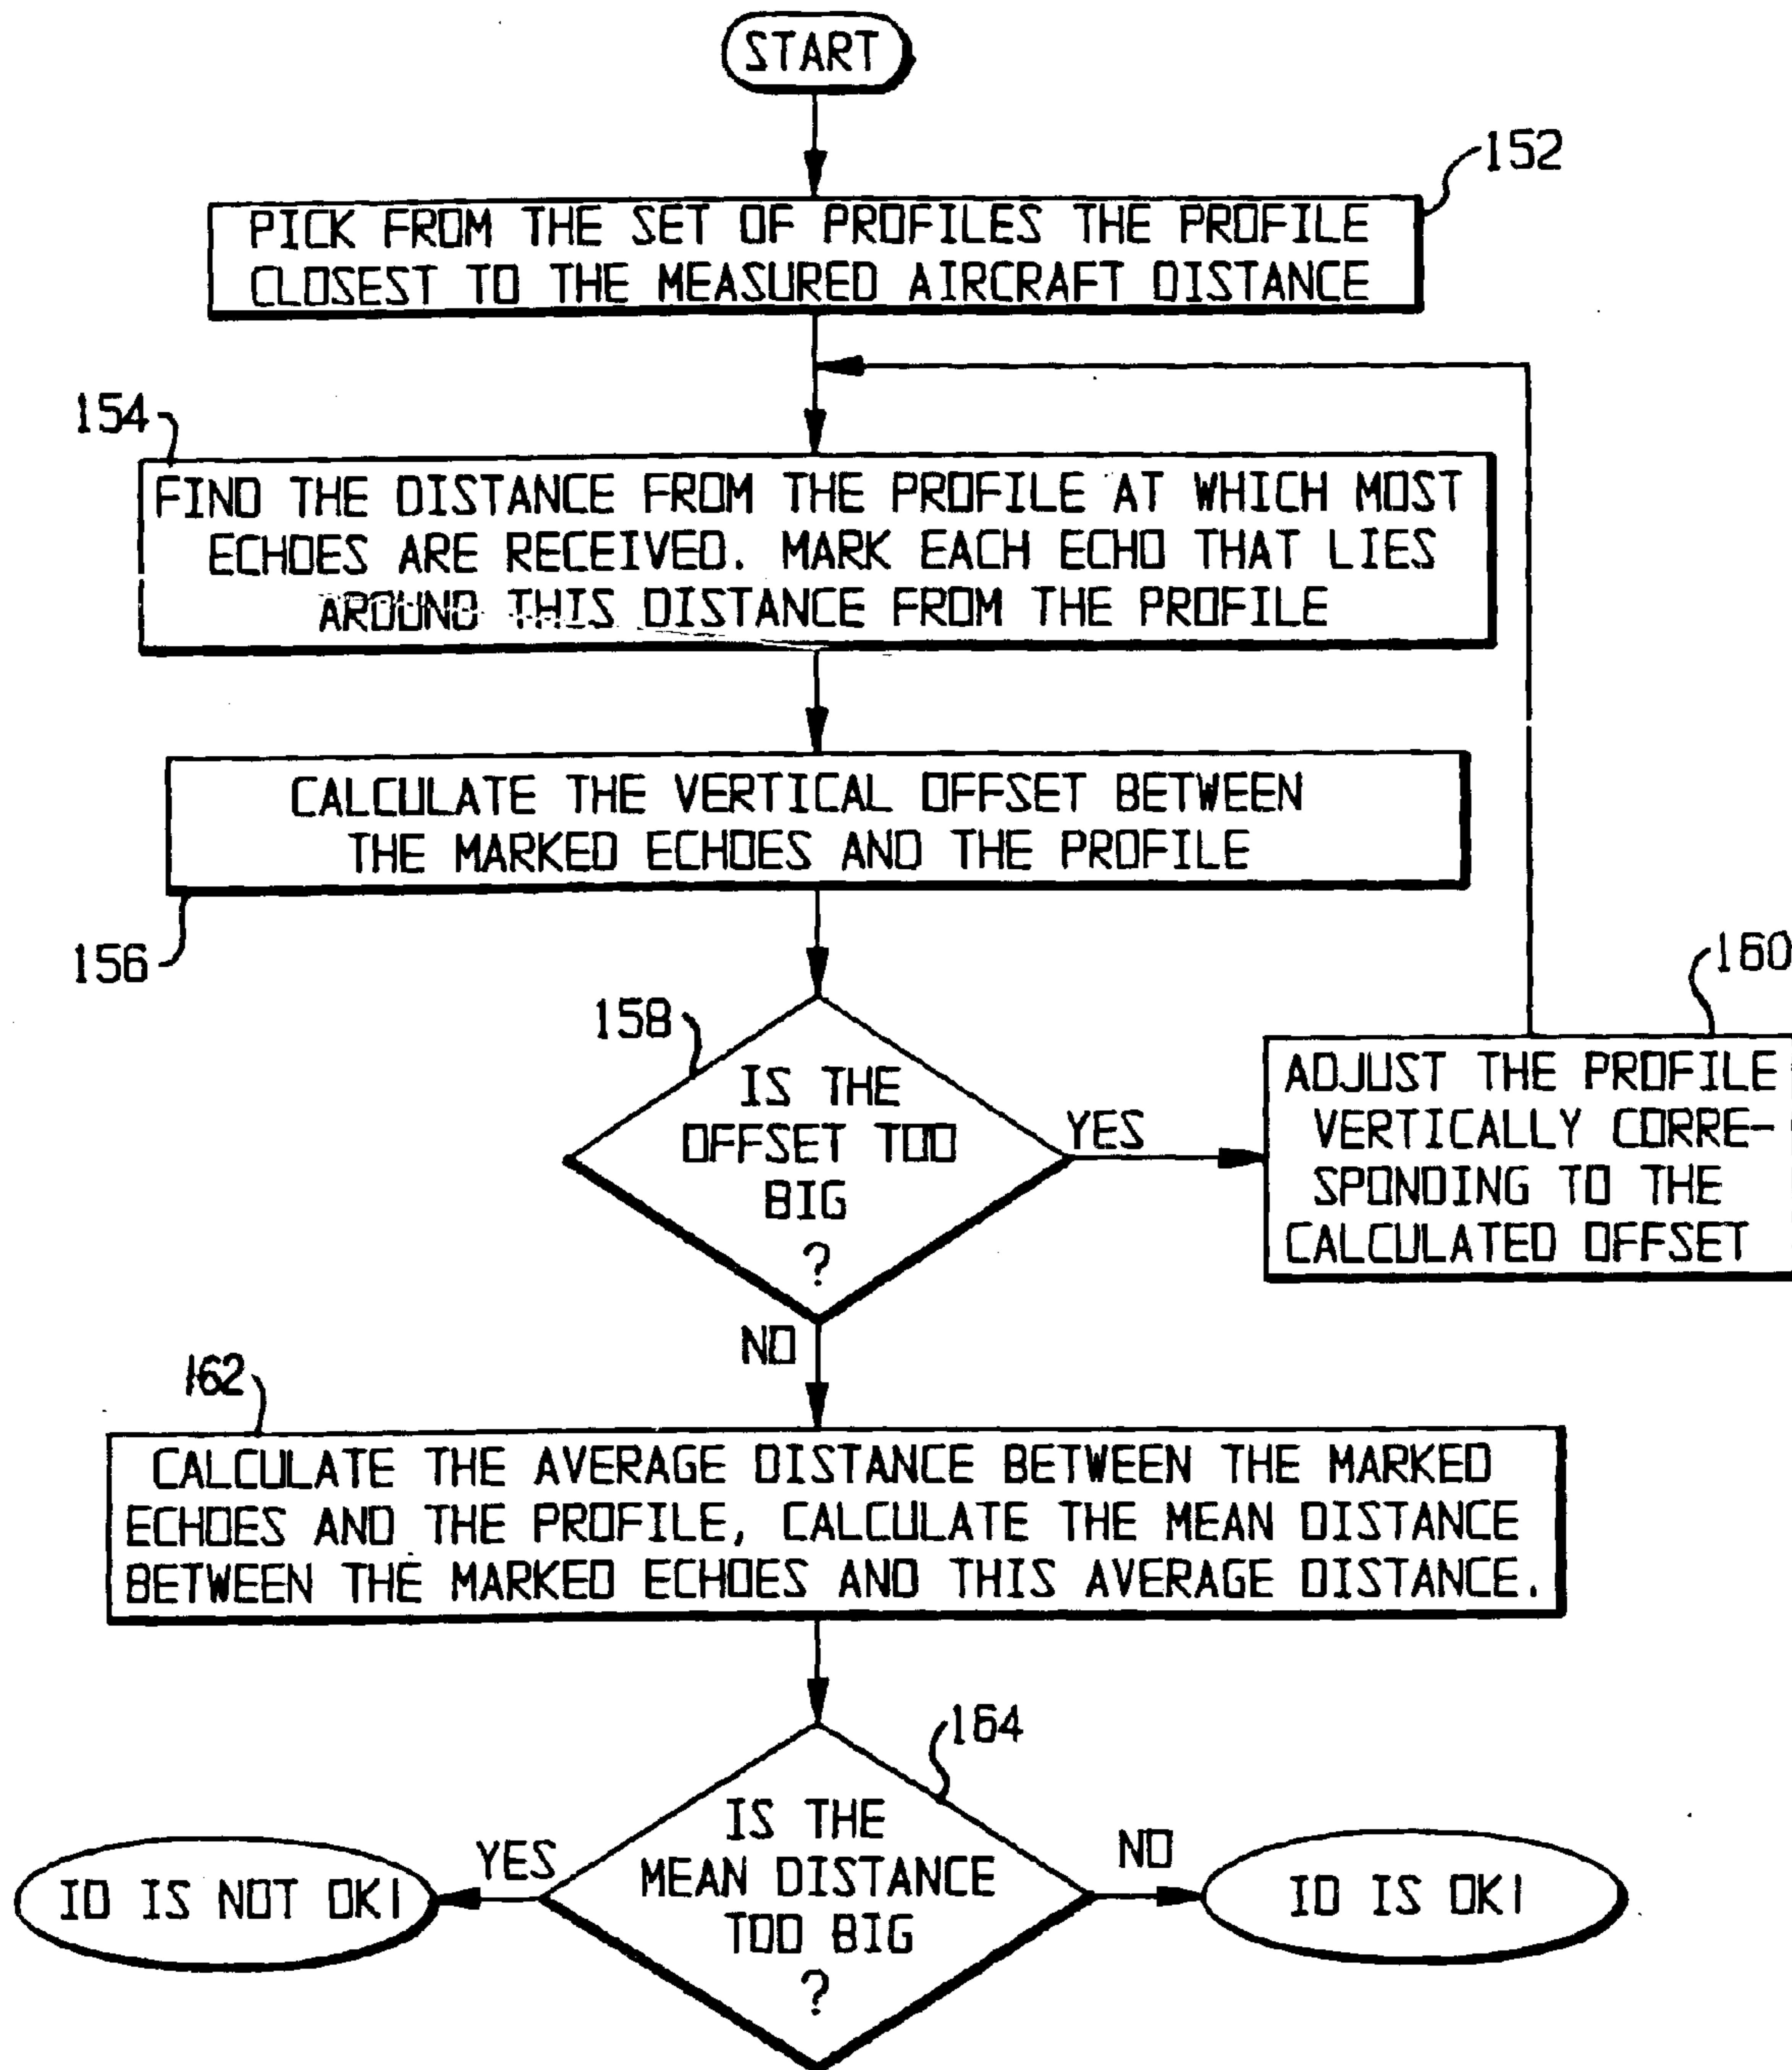 START
152
PICK FROM THE SET OF PROFILES THE PROFILE
CLOSEST TO THE MEASURED AIRCRAFT DISTANCE
154
FIND THE DISTANCE FROM THE PROFILE AT WHICH MOST
ECHOES ARE RECEIVED. MARK EACH ECHO THAT LIES
AROUND THIS DISTANCE FROM THE PROFILE
CALCULATE THE VERTICAL OFFSET BETWEEN
THE MARKED ECHOES AND THE PROFILE
156
158
IS THE
OFFSET TOO
BIG
?
YES
160
ADJUST THE PROFILE
VERTICALLY CORRE-
SPONDING TO THE
CALCULATED OFFSET
NO
162
CALCULATE THE AVERAGE DISTANCE BETWEEN THE MARKED
ECHOES AND THE PROFILE, CALCULATE THE MEAN DISTANCE
BETWEEN THE MARKED ECHOES AND THIS AVERAGE DISTANCE.
164
IS THE
MEAN DISTANCE
TOO BIG
?
YES
ID IS NOT OK!
NO
ID IS OK!